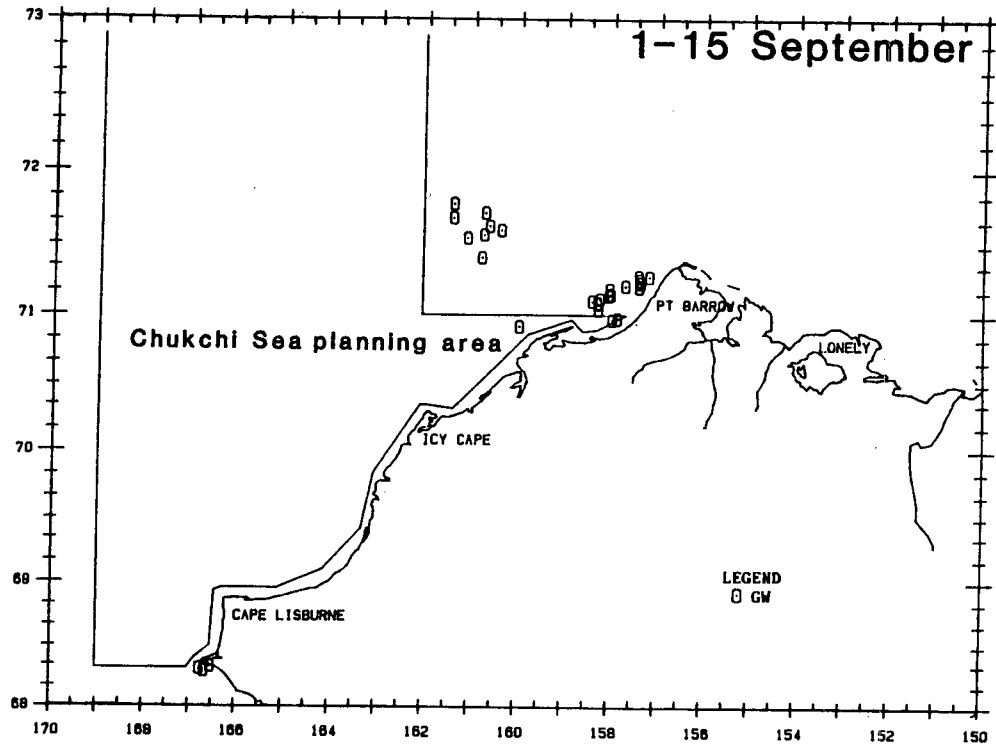 73
1-15 September
72
71
PT BARROW
Chukchi Sea planning area
LONELY
70
ICY CAPE
69
LEGEND
GW
CAPE LISBURNE
68
170 168 166 164 162 160 158 156 154 152 150